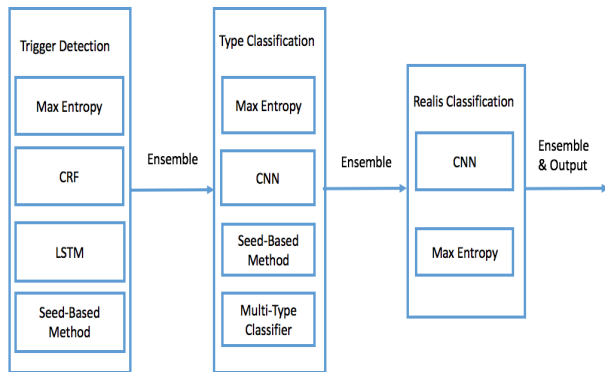 Trigger Detection
Max Entropy
CRF
LSTM
Seed-Based
Method
Ensemble
Type Classification
Max Entropy
CNN
Seed-Based
Method
Multi-Type
Classifier
Ensemble
Realis Classification
CNN
Max Entropy
Ensemble
& Output